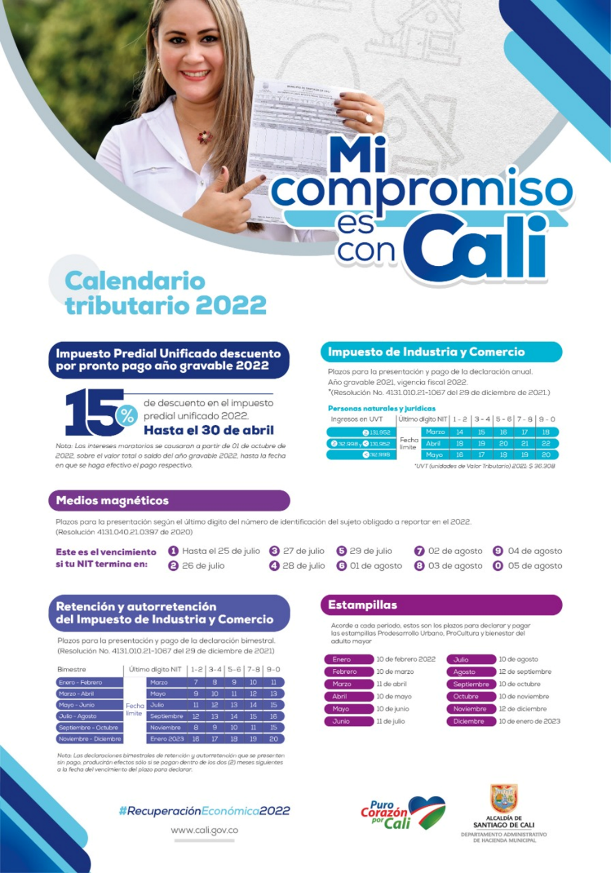 Mi
compromiso
es
con Cali
Calendario
tributario 2022
Impuesto Predial Unificado descuento
por pronto pago año gravable 2022
15%
de descuento en el impuesto
predial unificado 2022.
Hasta el 30 de abril
Nota: Los intereses moratorios se causaran a partir de 01 de octubre de
2022, sobre el valor total o saldo del año gravable 2022, hasta la fecha
en que se haga efectivo el pago respectivo.
Impuesto de Industria y Comercio
Plazos para la presentación y pago de la declaración anual.
Año gravable 2021, vigencia fiscal 2022.
*(Resolución No. 4131.010.21-1067 del 29 de diciembre de 2021.)
Personas naturales y jurídicas
Ingresos en UVT Último dígito NIT 1 - 2 3 - 4 5 - 6 7 - 8 9 - 0
131,952 Marzo 14 15 16 17 18
Fecha límite
131,952 Abril 18 19 20 21 22
Mayo 16 17 18 19 20
*UVT (unidades de Valor Tributario) 2021: $ 36.308
Medios magnéticos
Plazos para la presentación según el último dígito del número de identificación del sujeto obligado a reportar en el 2022.
(Resolución 4131.040.21.0397 de 2020)
Este es el vencimiento
si tu NIT termina en:
1 Hasta el 25 de julio 3 27 de julio 5 29 de julio 7 02 de agosto 9 04 de agosto
2 26 de julio 4 28 de julio 6 01 de agosto 8 03 de agosto 0 05 de agosto
Retención y autorretención
del Impuesto de Industria y Comercio
Plazos para la presentación y pago de la declaración bimestral.
(Resolución No. 4131.010.21-1067 del 29 de diciembre de 2021)
Bimestre Último dígito NIT 1-2 3-4 5-6 7-8 9-0
Enero - Febrero Marzo 7 8 9 10 11
Marzo - Abril Mayo 9 10 11 12 13
Mayo - Junio Julio 11 12 13 14 15
Fecha límite
Julio - Agosto Septiembre 12 13 14 15 16
Septiembre - Octubre Noviembre 8 9 10 11 15
Noviembre - Diciembre Enero 2023 16 17 18 19 20
Nota: Las declaraciones bimestrales de retención y autorretención que se presenten
sin pago, producirán efectos sólo si se pagan dentro de los dos (2) meses siguientes
a la fecha del vencimiento del plazo para declarar.
Estampillas
Acorde a cada período, estos son los plazos para declarar y pagar
las estampillas Prodesarrollo Urbano, ProCultura y bienestar del
adulto mayor
Enero 10 de febrero 2022 Julio 10 de agosto
Febrero 10 de marzo Agosto 12 de septiembre
Marzo 11 de abril Septiembre 10 de octubre
Abril 10 de mayo Octubre 10 de noviembre
Mayo 10 de junio Noviembre 12 de diciembre
Junio 11 de julio Diciembre 10 de enero de 2023
#RecuperaciónEconómica2022
www.cali.gov.co
Puro
Corazón
por Cali
ALCALDÍA DE
SANTIAGO DE CALI
DEPARTAMENTO ADMINISTRATIVO
DE HACIENDA MUNICIPAL